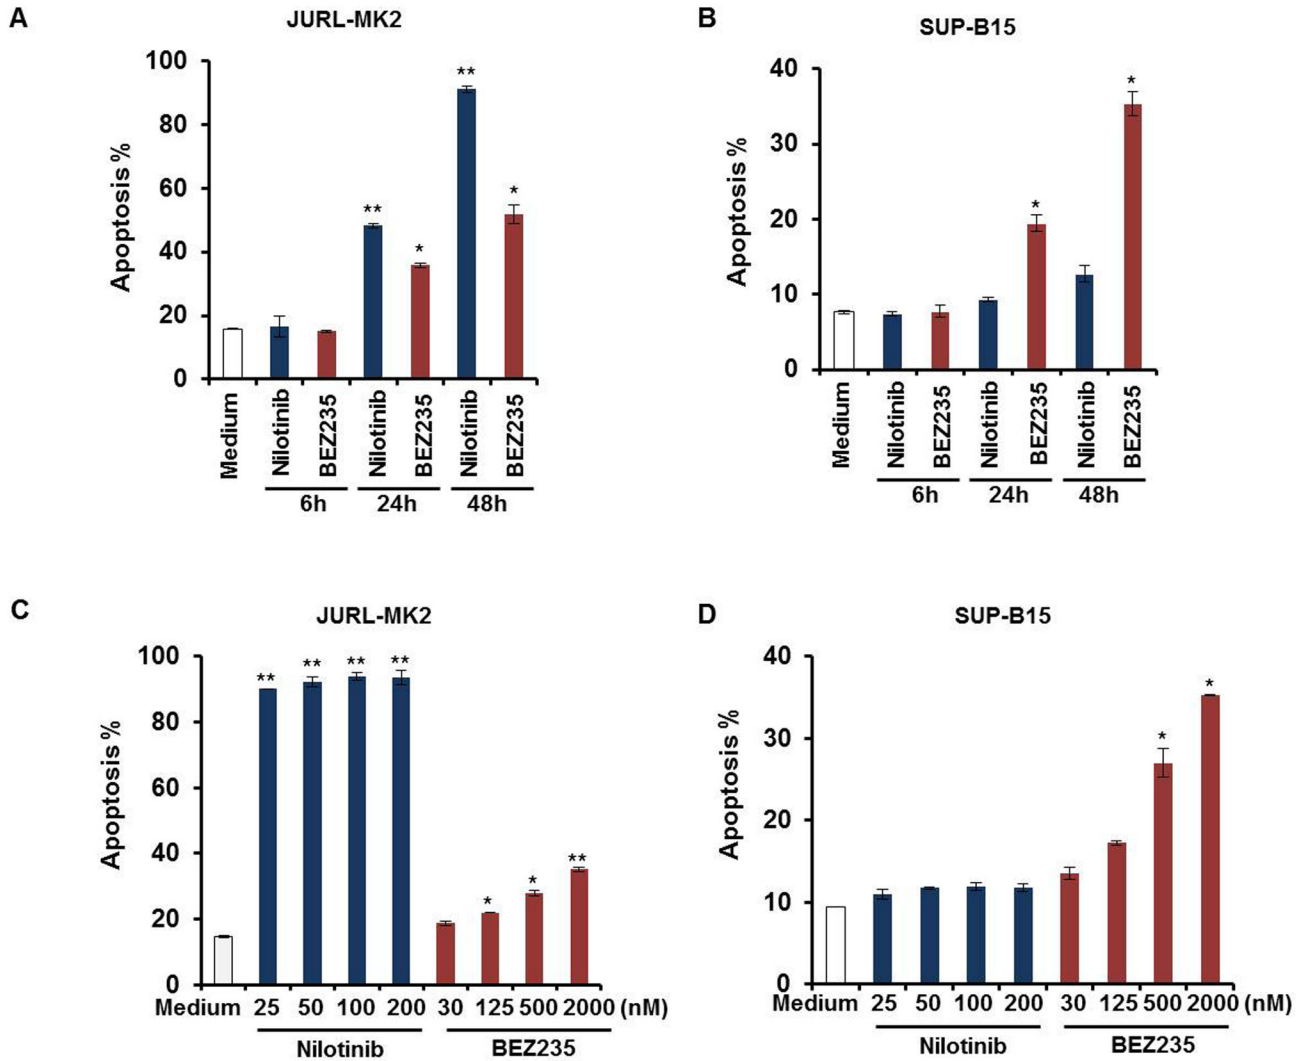 A
JURL-MK2
Apoptosis %
100
80
60
40
20
0
** ** * ** *
Medium Nilotinib BEZ235 Nilotinib BEZ235 Nilotinib BEZ235
6h 24h 48h
B
SUP-B15
Apoptosis %
40
30
20
10
0
* *
Medium Nilotinib BEZ235 Nilotinib BEZ235 Nilotinib BEZ235
6h 24h 48h
C
JURL-MK2
Apoptosis %
100
80
60
40
20
0
** ** ** ** * * **
Medium 25 50 100 200 30 125 500 2000 (nM)
Nilotinib BEZ235
D
SUP-B15
Apoptosis %
40
30
20
10
0
* *
Medium 25 50 100 200 30 125 500 2000 (nM)
Nilotinib BEZ235